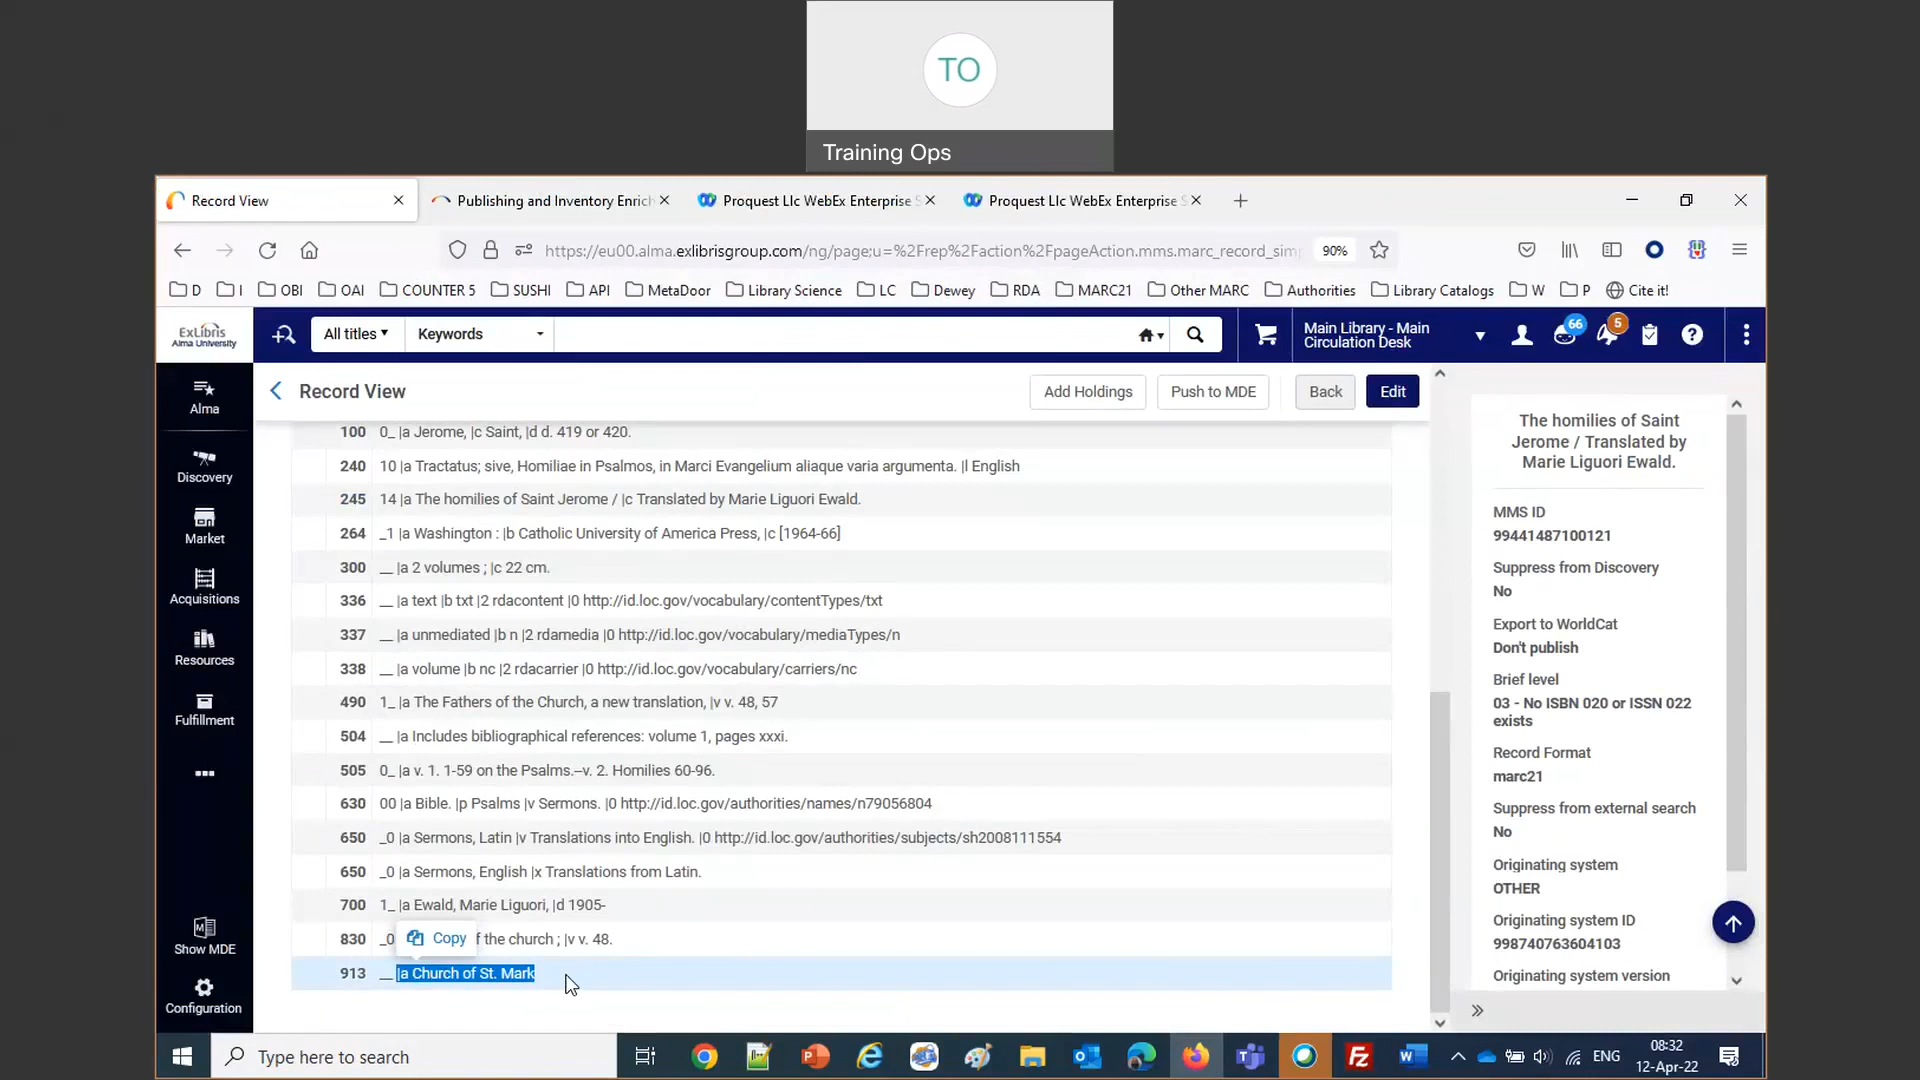 TO
Training Ops
Record View
Publishing and Inventory Enrich
Proquest Llc WebEx Enterprise S
Proquest Llc WebEx Enterprise S
https://eu00.alma.exlibrisgroup.com/ng/page;u=%2Frep%2Faction%2FpageAction.mms.marc_record_sim
90%
D
I
OBI
OAI
COUNTER 5
SUSHI
API
MetaDoor
Library Science
LC
Dewey
RDA
MARC21
Other MARC
Authorities
Library Catalogs
W
P
Cite it!
ExLibris
Alma University
All titles
Keywords
Main Library - Main
Circulation Desk
66
5
Alma
Discovery
Market
Acquisitions
Resources
Fulfillment
Show MDE
Configuration
Record View
Add Holdings
Push to MDE
Back
Edit
100 0_ |a Jerome, |c Saint, |d d. 419 or 420.
240 10 |a Tractatus; sive, Homiliae in Psalmos, in Marci Evangelium aliaque varia argumenta. |l English
245 14 |a The homilies of Saint Jerome / |c Translated by Marie Liguori Ewald.
264 _1 |a Washington : |b Catholic University of America Press, |c [1964-66]
300 __ |a 2 volumes ; |c 22 cm.
336 __ |a text |b txt |2 rdacontent |0 http://id.loc.gov/vocabulary/contentTypes/txt
337 __ |a unmediated |b n |2 rdamedia |0 http://id.loc.gov/vocabulary/mediaTypes/n
338 __ |a volume |b nc |2 rdacarrier |0 http://id.loc.gov/vocabulary/carriers/nc
490 1_ |a The Fathers of the Church, a new translation, |v v. 48, 57
504 __ |a Includes bibliographical references: volume 1, pages xxxi.
505 0_ |a v. 1. 1-59 on the Psalms.--v. 2. Homilies 60-96.
630 00 |a Bible. |p Psalms |v Sermons. |0 http://id.loc.gov/authorities/names/n79056804
650 _0 |a Sermons, Latin |v Translations into English. |0 http://id.loc.gov/authorities/subjects/sh2008111554
650 _0 |a Sermons, English |x Translations from Latin.
700 1_ |a Ewald, Marie Liguori, |d 1905-
830 _0 Copy f the church ; |v v. 48.
913 __ |a Church of St. Mark
The homilies of Saint
Jerome / Translated by
Marie Liguori Ewald.
MMS ID
99441487100121
Suppress from Discovery
No
Export to WorldCat
Don't publish
Brief level
03 - No ISBN 020 or ISSN 022
exists
Record Format
marc21
Suppress from external search
No
Originating system
OTHER
Originating system ID
998740763604103
Originating system version
Type here to search
ENG
08:32
12-Apr-22